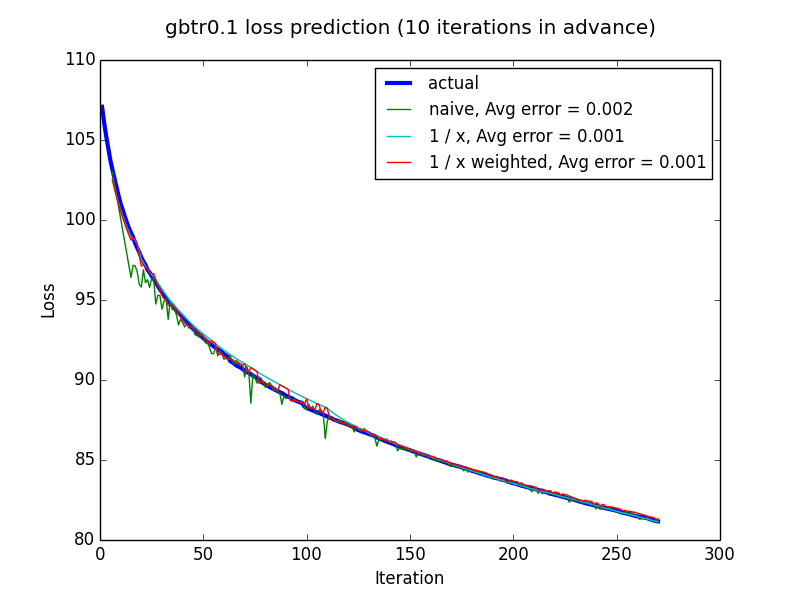 gbtr0.1 loss prediction (10 iterations in advance)
110
105
100
95
90
85
80
Loss
actual
naive, Avg error = 0.002
1 / x, Avg error = 0.001
1 / x weighted, Avg error = 0.001
0 50 100 150 200 250 300
Iteration